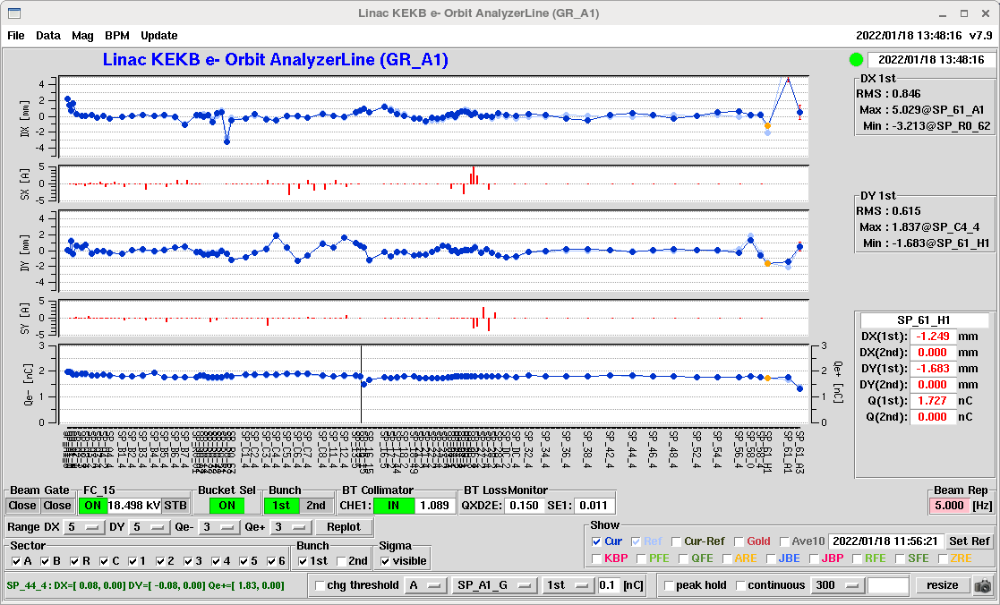 Linac KEKB e- Orbit AnalyzerLine (GR_A1)
File Data Mag BPM Update 2022/01/18 13:48:16 v7.9
Linac KEKB e- Orbit AnalyzerLine (GR_A1)
2022/01/18 13:48:16
DX 1st
RMS : 0.846
Max : 5.029@SP_61_A1
Min : -3.213@SP_R0_62
DX [mm]
4
2
0
-2
-4
SX [A]
5
0
-5
DY 1st
RMS : 0.615
Max : 1.837@SP_C4_4
Min : -1.683@SP_61_H1
DY [mm]
4
2
0
-2
-4
SY [A]
5
0
-5
SP_61_H1
DX(1st): -1.249 mm
DX(2nd): 0.000 mm
DY(1st): -1.683 mm
DY(2nd): 0.000 mm
Q(1st): 1.727 nC
Q(2nd): 0.000 nC
Qe- [nC]
3
2
1
0
Qe+ [nC]
3
2
1
0
SP_A4_4 SP_B1_4 SP_B2_4 SP_B3_4 SP_B5_4 SP_B6_4 SP_B7_4 SP_C1_4 SP_C2_4 SP_C3_4 SP_C4_4 SP_C5_4 SP_C6_4 SP_C7_4 SP_C8_4 SP_11_4 SP_12_4 SP_16_5 SP_32_4 SP_34_4 SP_36_4 SP_38_4 SP_42_4 SP_44_4 SP_46_4 SP_48_4 SP_52_4 SP_54_4 SP_56_4 SP_58_4 SP_61_H1 SP_61_A1 SP_61_A3
Beam Gate FC_15 Bucket Sel Bunch BT Collimator BT LossMonitor Beam Rep
Close Close ON 18.498 kV STB ON 1st 2nd CHE1: IN 1.089 QXD2E: 0.150 SE1: 0.011 5.000 [Hz]
Range DX 5 DY 5 Qe- 3 Qe+ 3 Replot
Show
Cur Ref Cur-Ref Gold Ave10 2022/01/18 11:56:21 Set Ref
KBP PFE QFE ARE JBE JBP RFE SFE ZRE
Sector Bunch Sigma
A B R C 1 2 3 4 5 6 1st 2nd visible
SP_44_4 : DX=[ 0.08, 0.00] DY=[ -0.08, 0.00] Qe+=[ 1.83, 0.00] chg threshold A SP_A1_G 1st 0.1 [nC] peak hold continuous 300 resize